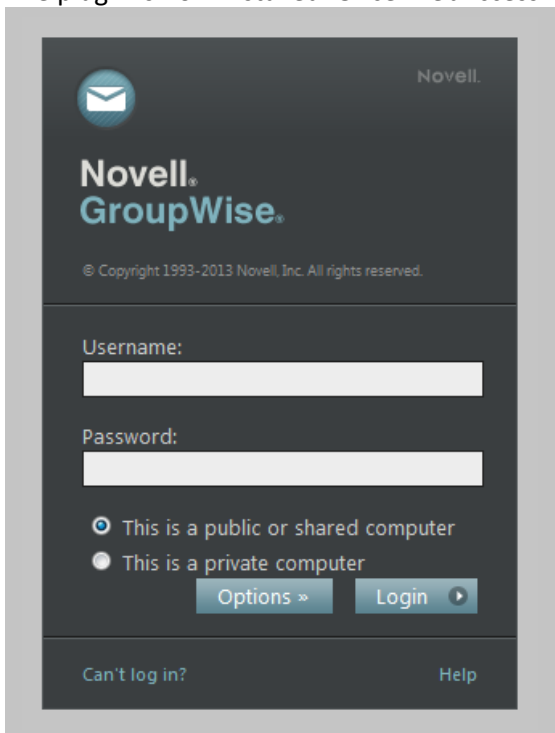 Novell.
Novell®
GroupWise®
© Copyright 1993-2013 Novell, Inc. All rights reserved.
Username:
Password:
This is a public or shared computer
This is a private computer
Options »
Login
Can't log in?
Help